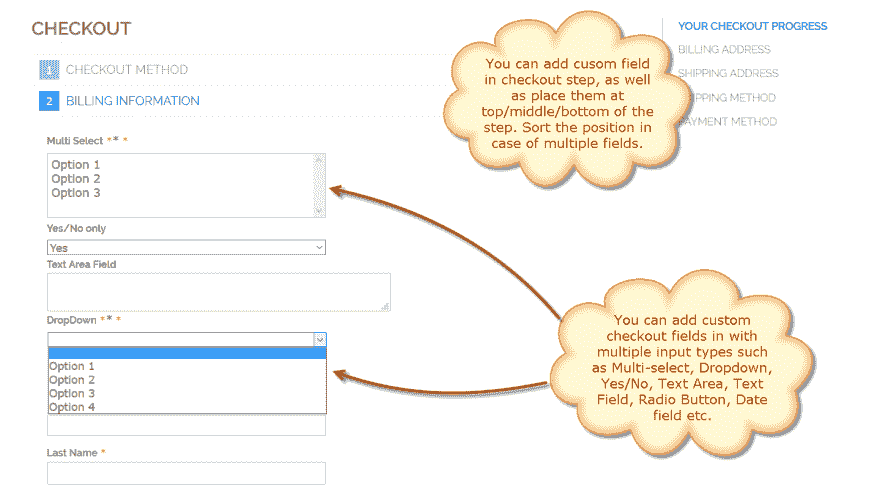 CHECKOUT
1 CHECKOUT METHOD
2 BILLING INFORMATION
Multi Select * * *
Option 1
Option 2
Option 3
Yes/No only
Yes
Text Area Field
DropDown * * *
Option 1
Option 2
Option 3
Option 4
Last Name *
You can add cusom field
in checkout step, as well
as place them at
top/middle/bottom of the
step. Sort the position in
case of multiple fields.
YOUR CHECKOUT PROGRESS
BILLING ADDRESS
SHIPPING ADDRESS
PPING METHOD
AYMENT METHOD
You can add custom
checkout fields in with
multiple input types such
as Multi-select, Dropdown,
Yes/No, Text Area, Text
Field, Radio Button, Date
field etc.